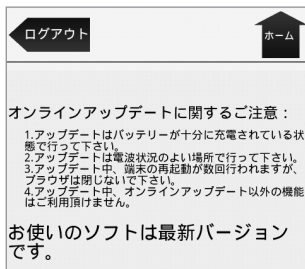 ログアウト
ホーム
オンラインアップデートに関するご注意：
1.アップデートはバッテリーが十分に充電されている状
態で行って下さい。
2.アップデートは電波状況のよい場所で行って下さい。
3.アップデート中、端末の再起動が数回行われますが、
ブラウザは閉じないで下さい。
4.アップデート中、オンラインアップデート以外の機能
はご利用頂けません。
お使いのソフトは最新バージョン
です。